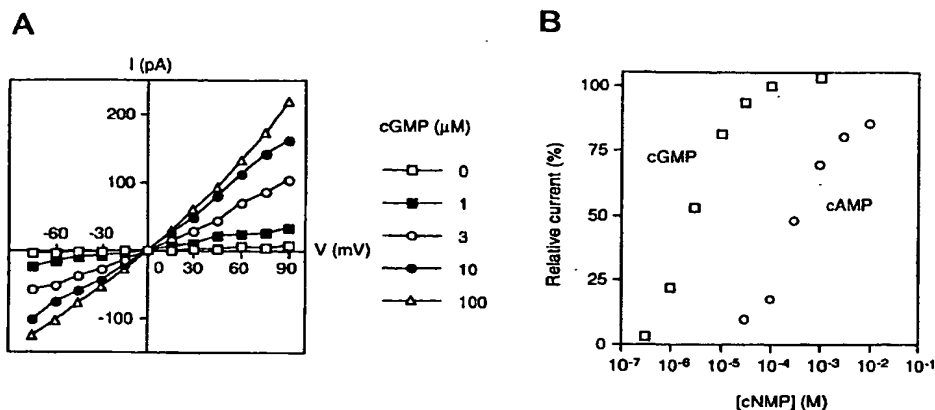 A
I (pA)
200
100
-60 -30
0 30 60 90
V (mV)
-100
cGMP (μM)
0
1
3
10
100
B
Relative current (%)
100
75
50
25
0
cGMP
cAMP
10-7 10-6 10-5 10-4 10-3 10-2 10-1
[cNMP] (M)